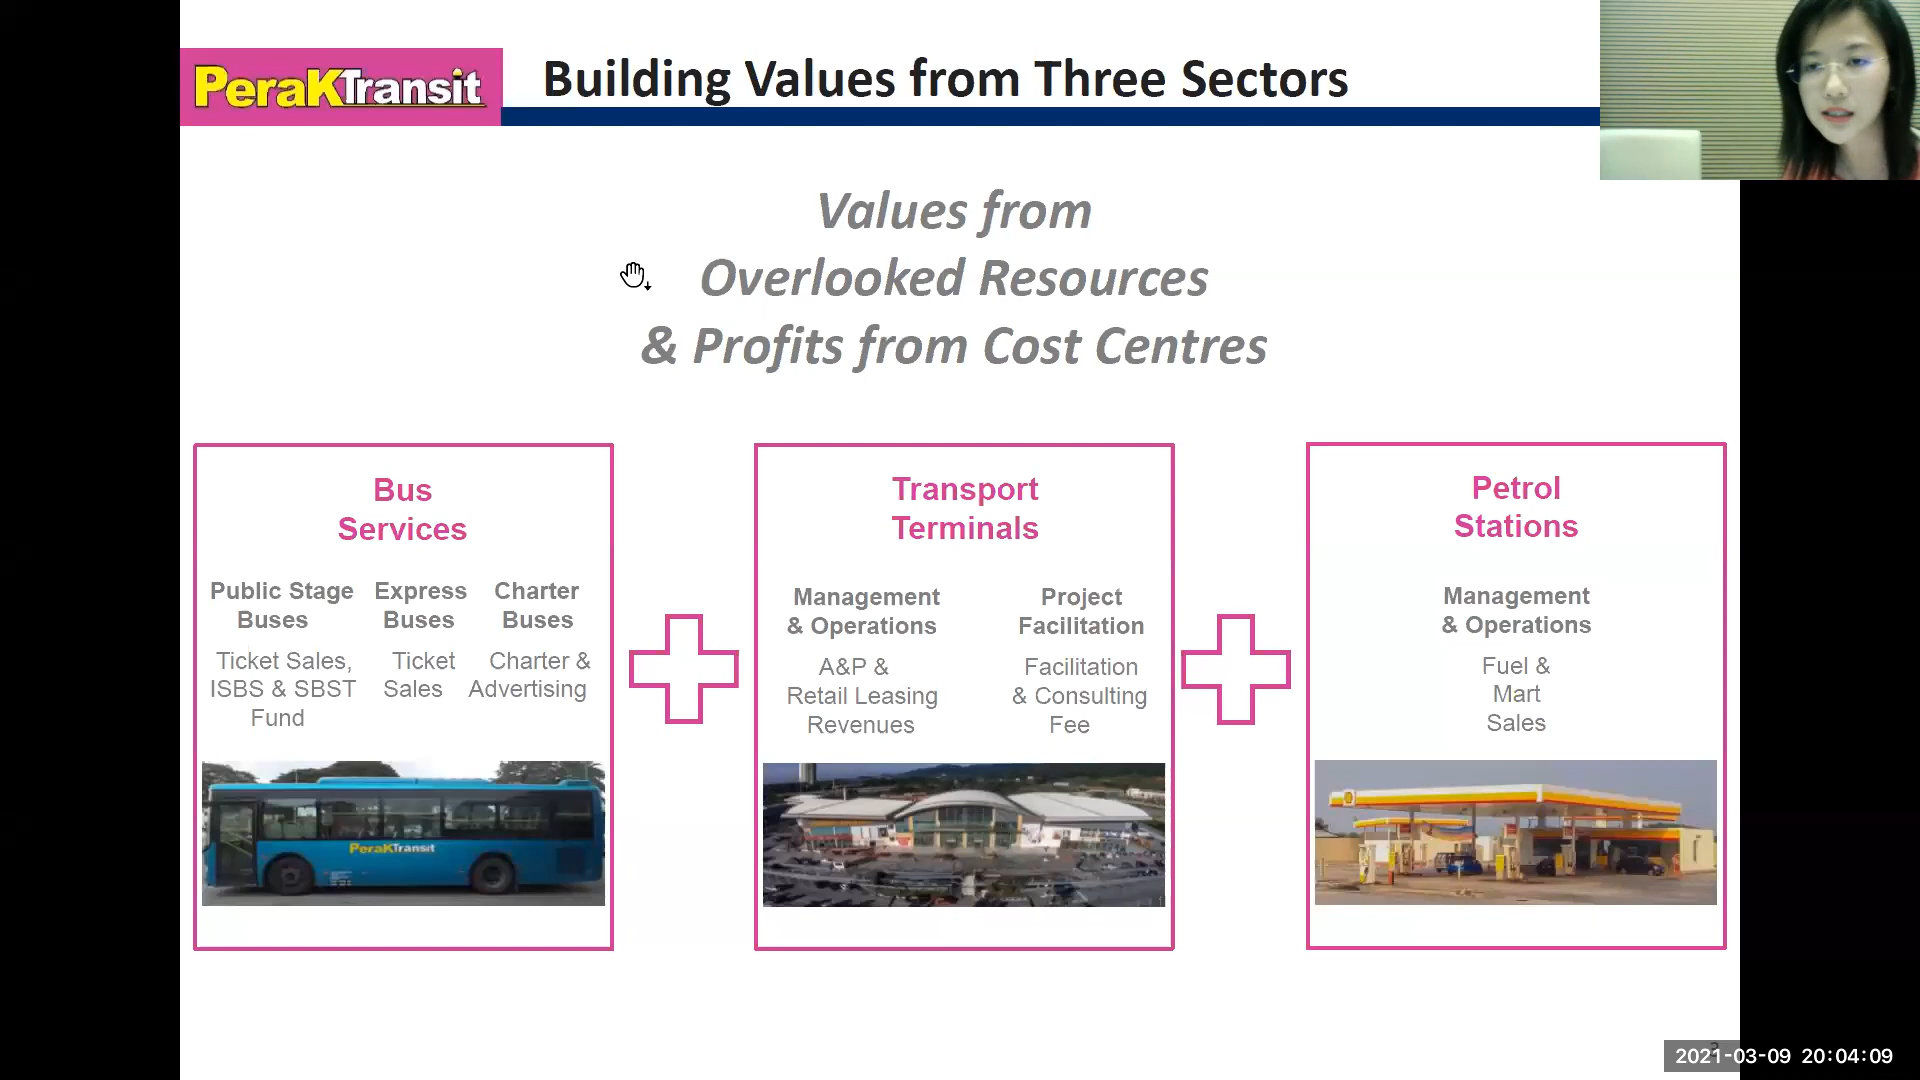 PeraKTransit
Building Values from Three Sectors
Values from
Overlooked Resources
& Profits from Cost Centres
Bus
Services
Public Stage
Buses
Ticket Sales,
ISBS & SBST
Fund
Express
Buses
Ticket
Sales
Charter
Buses
Charter &
Advertising
PeraKTransit
Transport
Terminals
Management
& Operations
A&P &
Retail Leasing
Revenues
Project
Facilitation
Facilitation
& Consulting
Fee
Petrol
Stations
Management
& Operations
Fuel &
Mart
Sales
2021-03-09 20:04:09